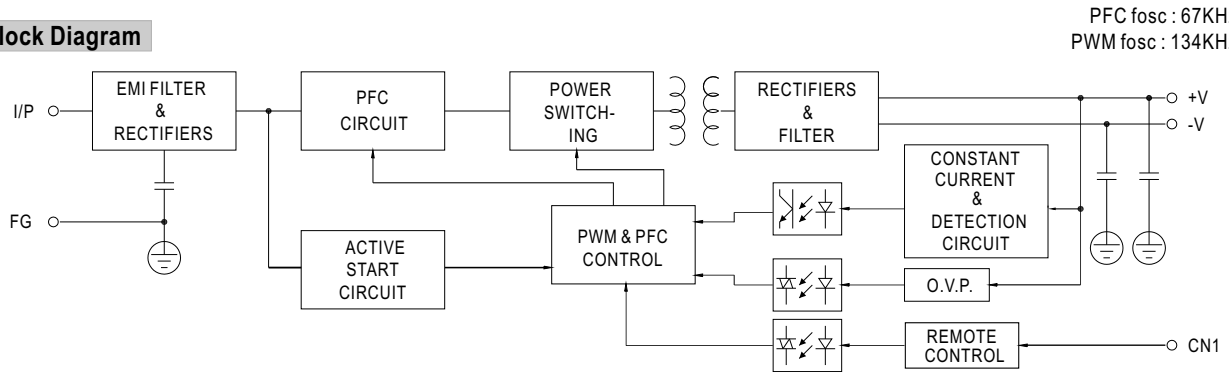 PFC fosc : 67KH
lock Diagram
PWM fosc : 134KH
I/P
EMI FILTER
&
RECTIFIERS
PFC
CIRCUIT
POWER
SWITCH-
ING
RECTIFIERS
&
FILTER
+V
-V
FG
ACTIVE
START
CIRCUIT
PWM & PFC
CONTROL
CONSTANT
CURRENT
&
DETECTION
CIRCUIT
O.V.P.
REMOTE
CONTROL
CN1